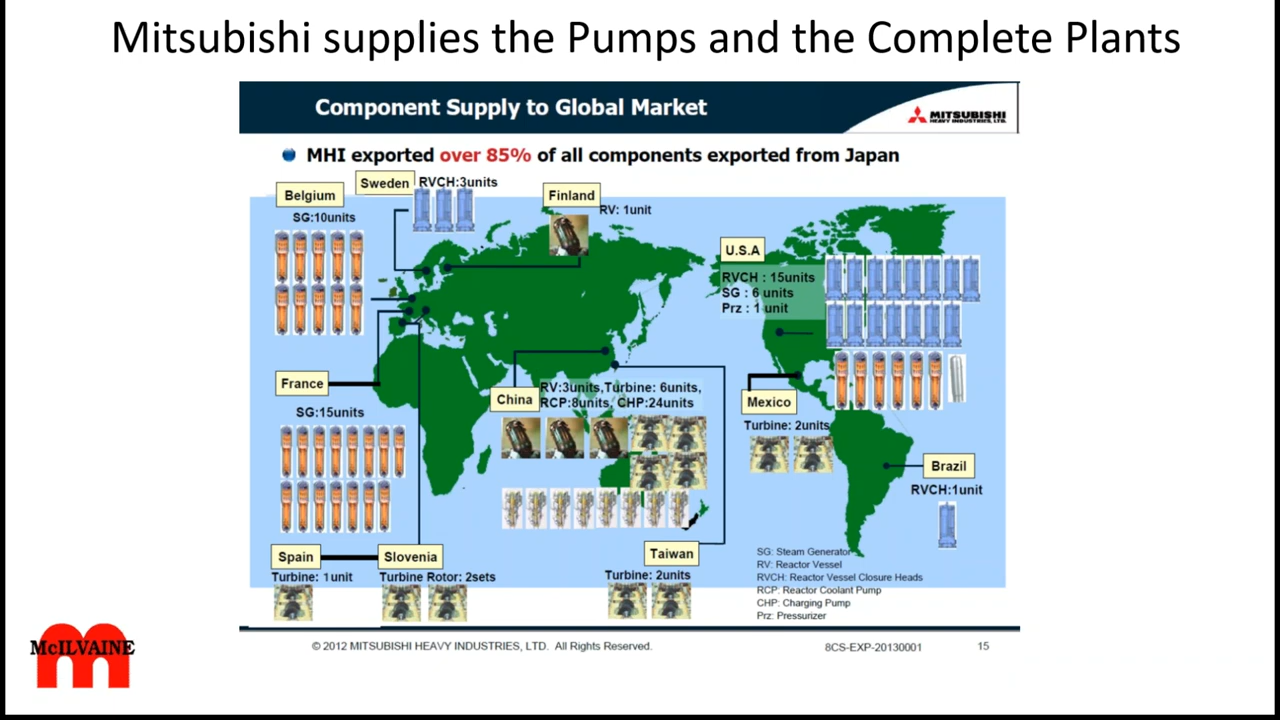 Mitsubishi supplies the Pumps and the Complete Plants
Component Supply to Global Market
MITSUBISHI
HEAVY INDUSTRIES, LTD.
MHI exported over 85% of all components exported from Japan
Belgium
SG:10units
Sweden
RVCH:3units
Finland
RV: 1unit
U.S.A
RVCH : 15units
SG : 6 units
Prz : 1 unit
France
SG:15units
China
RV:3units,Turbine: 6units,
RCP:8units, CHP:24units
Mexico
Turbine: 2units
Brazil
RVCH:1unit
Spain
Turbine: 1unit
Slovenia
Turbine Rotor: 2sets
Taiwan
Turbine: 2units
SG: Steam Generator
RV: Reactor Vessel
RVCH: Reactor Vessel Closure Heads
RCP: Reactor Coolant Pump
CHP: Charging Pump
Prz: Pressurizer
McILVAINE
© 2012 MITSUBISHI HEAVY INDUSTRIES, LTD. All Rights Reserved.
8CS-EXP-20130001
15